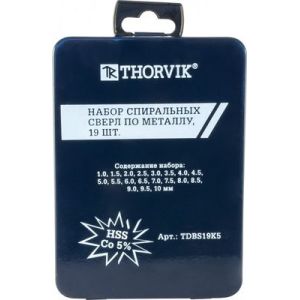 THORVIK®
НАБОР СПИРАЛЬНЫХ
СВЕРЛ ПО МЕТАЛЛУ,
19 ШТ.
Содержание набора:
1.0, 1.5, 2.0, 2.5, 3.0, 3.5, 4.0, 4.5,
5.0, 5.5, 6.0, 6.5, 7.0, 7.5, 8.0, 8.5,
9.0, 9.5, 10 мм
HSS
Co 5%
Арт.: TDBS19K5